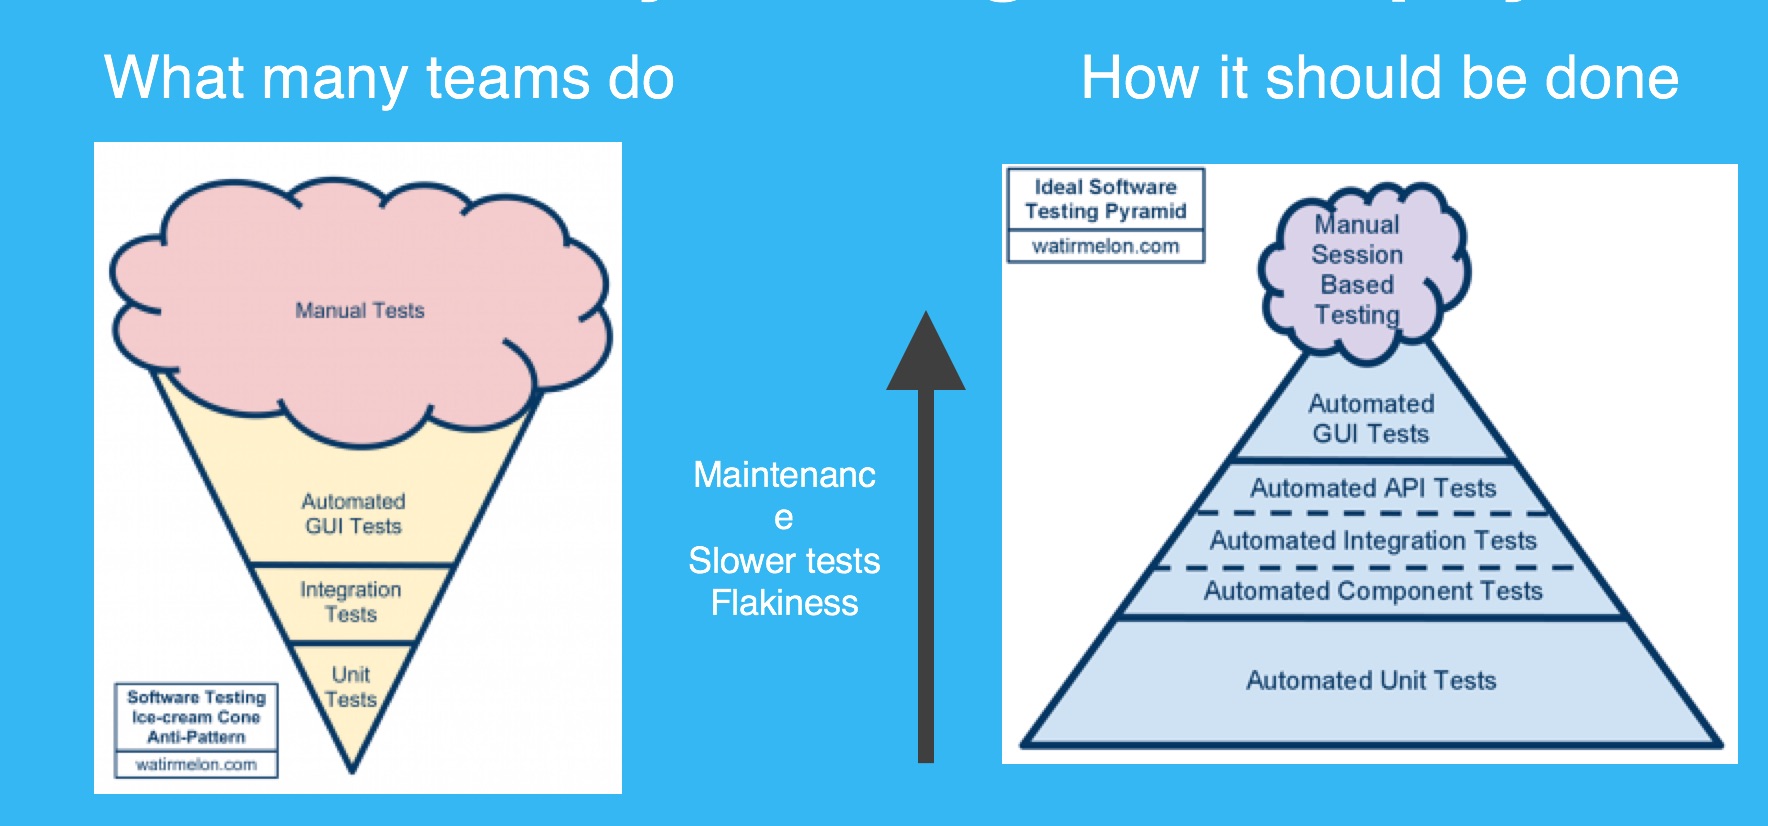 What many teams do
How it should be done
Manual Tests
Automated
GUI Tests
Integration
Tests
Unit
Tests
Software Testing
Ice-cream Cone
Anti-Pattern
watirmelon.com
Maintenanc
e
Slower tests
Flakiness
Ideal Software
Testing Pyramid
watirmelon.com
Manual
Session
Based
Testing
Automated
GUI Tests
Automated API Tests
Automated Integration Tests
Automated Component Tests
Automated Unit Tests